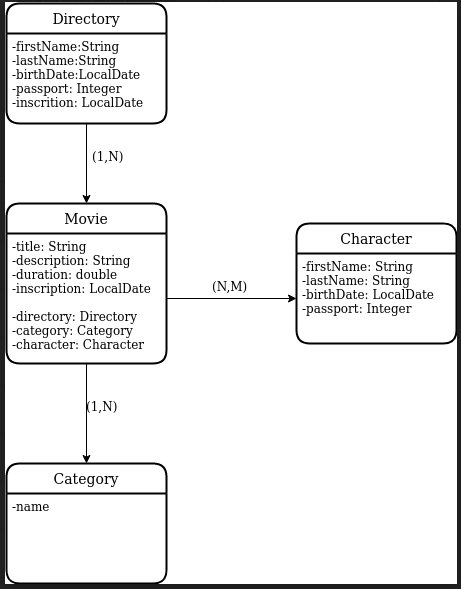 Directory
-firstName:String
-lastName:String
-birthDate:LocalDate
-passport: Integer
-inscrition: LocalDate
(1,N)
Movie
-title: String
-description: String
-duration: double
-inscription: LocalDate
-directory: Directory
-category: Category
-character: Character
(N,M)
Character
-firstName: String
-lastName: String
-birthDate: LocalDate
-passport: Integer
(1,N)
Category
-name